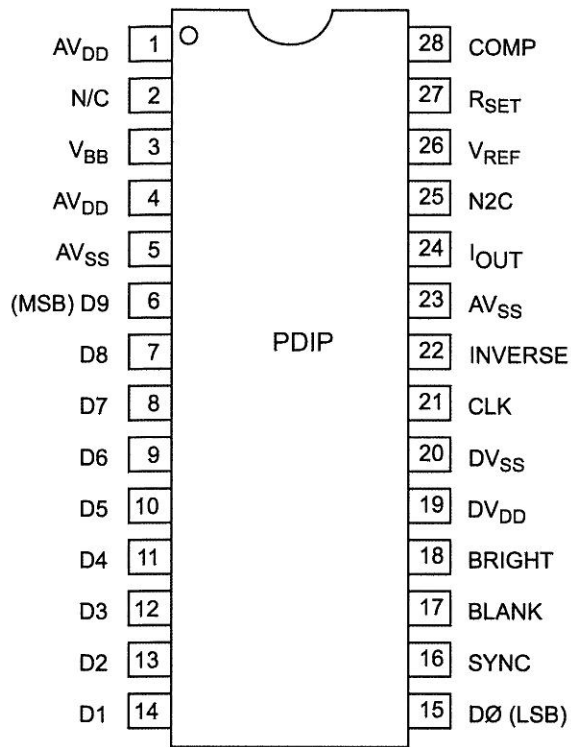 AVDD 1 28 COMP
N/C 2 27 RSET
VBB 3 26 VREF
AVDD 4 25 N2C
AVSS 5 24 IOUT
(MSB) D9 6 23 AVSS
PDIP
D8 7 22 INVERSE
D7 8 21 CLK
D6 9 20 DVSS
D5 10 19 DVDD
D4 11 18 BRIGHT
D3 12 17 BLANK
D2 13 16 SYNC
D1 14 15 DØ (LSB)